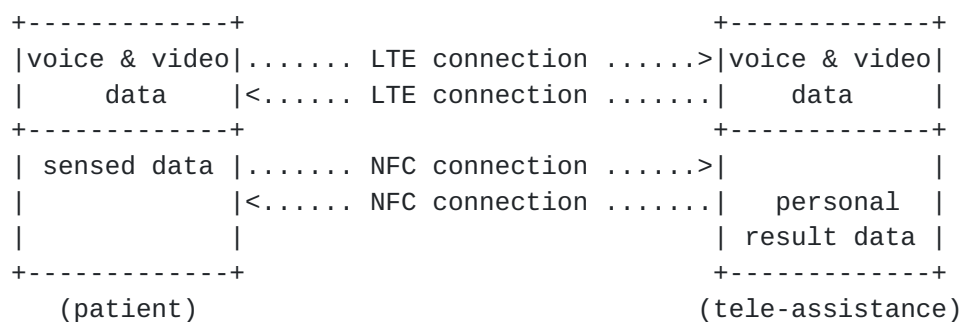 +-------------+                           +-------------+
|voice & video|....... LTE connection ......>|voice & video|
|     data    |<...... LTE connection .......|    data     |
+-------------+                           +-------------+
| sensed data |....... NFC connection ......>|             |
|             |<...... NFC connection .......|   personal  |
|             |                           | result data |
+-------------+                           +-------------+
(patient)                           (tele-assistance)